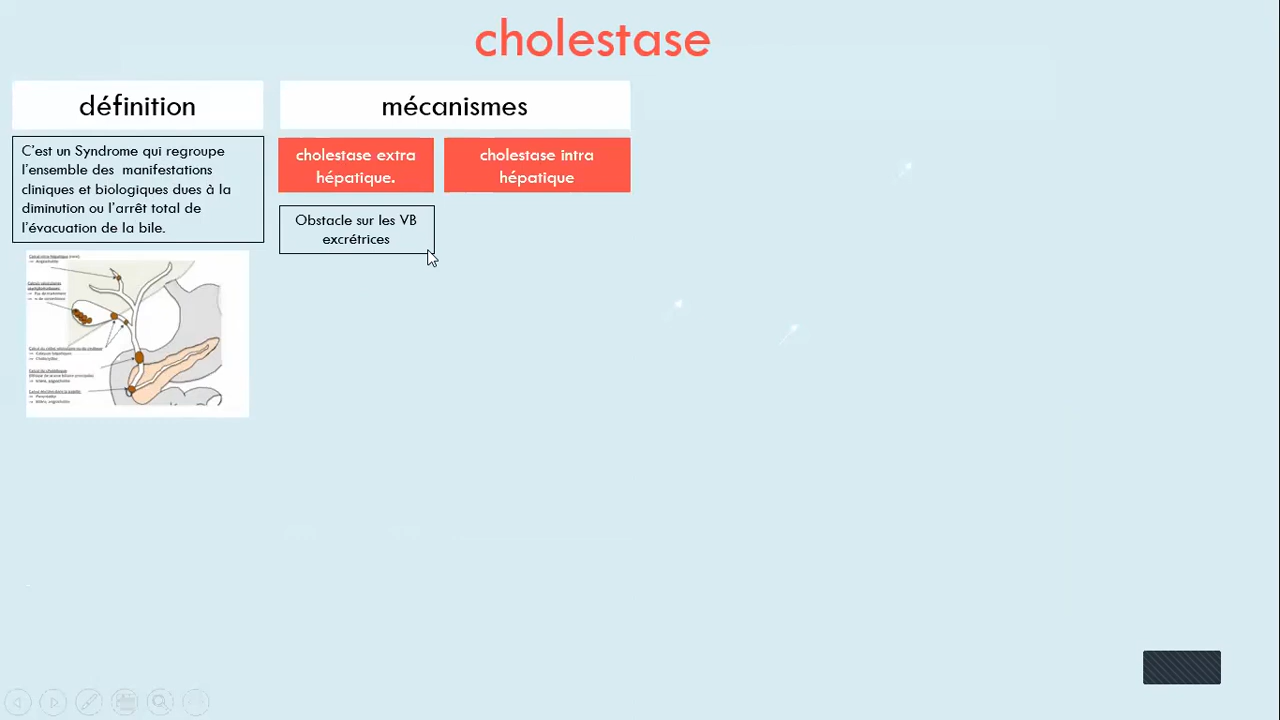 cholestase
définition
C'est un Syndrome qui regroupe
l'ensemble des manifestations
cliniques et biologiques dues à la
diminution ou l'arrêt total de
l'évacuation de la bile.
mécanismes
cholestase extra
hépatique.
cholestase intra
hépatique
Obstacle sur les VB
excrétrices